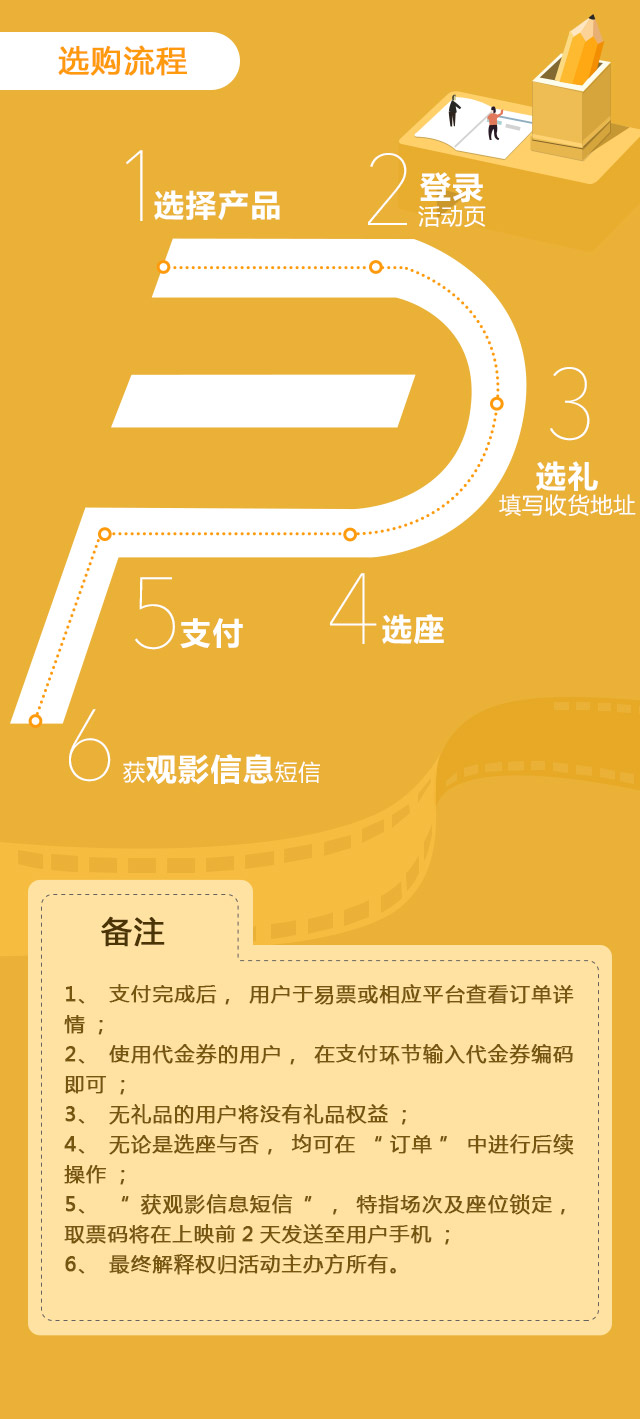 选购流程
1选择产品
2登录
活动页
3
选礼
填写收货地址
4选座
5支付
6获观影信息短信
备注
1、 支付完成后， 用户于易票或相应平台查看订单详
情；
2、 使用代金券的用户， 在支付环节输入代金券编码
即可；
3、 无礼品的用户将没有礼品权益；
4、 无论是选座与否， 均可在 “订单” 中进行后续
操作；
5、 “获观影信息短信”， 特指场次及座位锁定，
取票码将在上映前2天发送至用户手机；
6、 最终解释权归活动主办方所有。